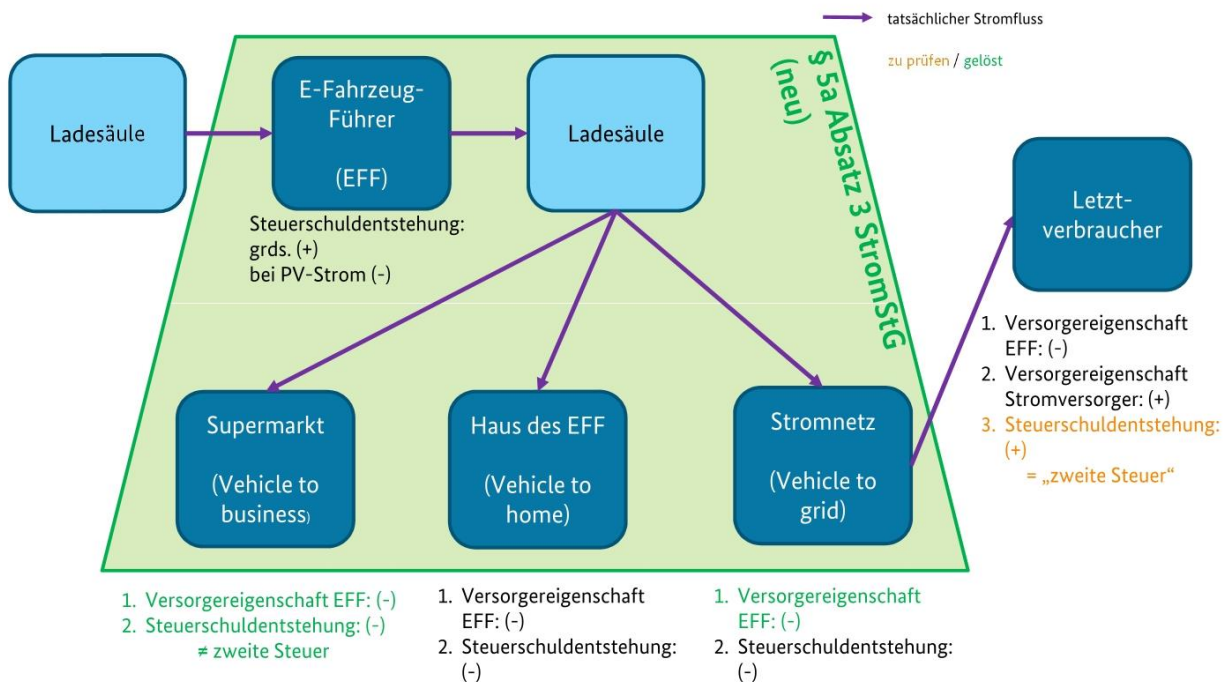 tatsächlicher Stromfluss
zu prüfen / gelöst
Ladesäule
E-Fahrzeug-
Führer
(EFF)
Ladesäule
§ 5a Absatz 3 StromStG
(neu)
Letzt-
verbraucher
Steuerschuldentstehung:
grds. (+)
bei PV-Strom (-)
Supermarkt
(Vehicle to
business)
Haus des EFF
(Vehicle to
home)
Stromnetz
(Vehicle to
grid)
1. Versorgereigenschaft
EFF: (-)
2. Versorgereigenschaft
Stromversorger: (+)
3. Steuerschuldentstehung:
(+)
= „zweite Steuer“
1. Versorgereigenschaft EFF: (-)
2. Steuerschuldentstehung: (-)
≠ zweite Steuer
1. Versorgereigenschaft
EFF: (-)
2. Steuerschuldentstehung:
(-)
1. Versorgereigenschaft
EFF: (-)
2. Steuerschuldentstehung:
(-)